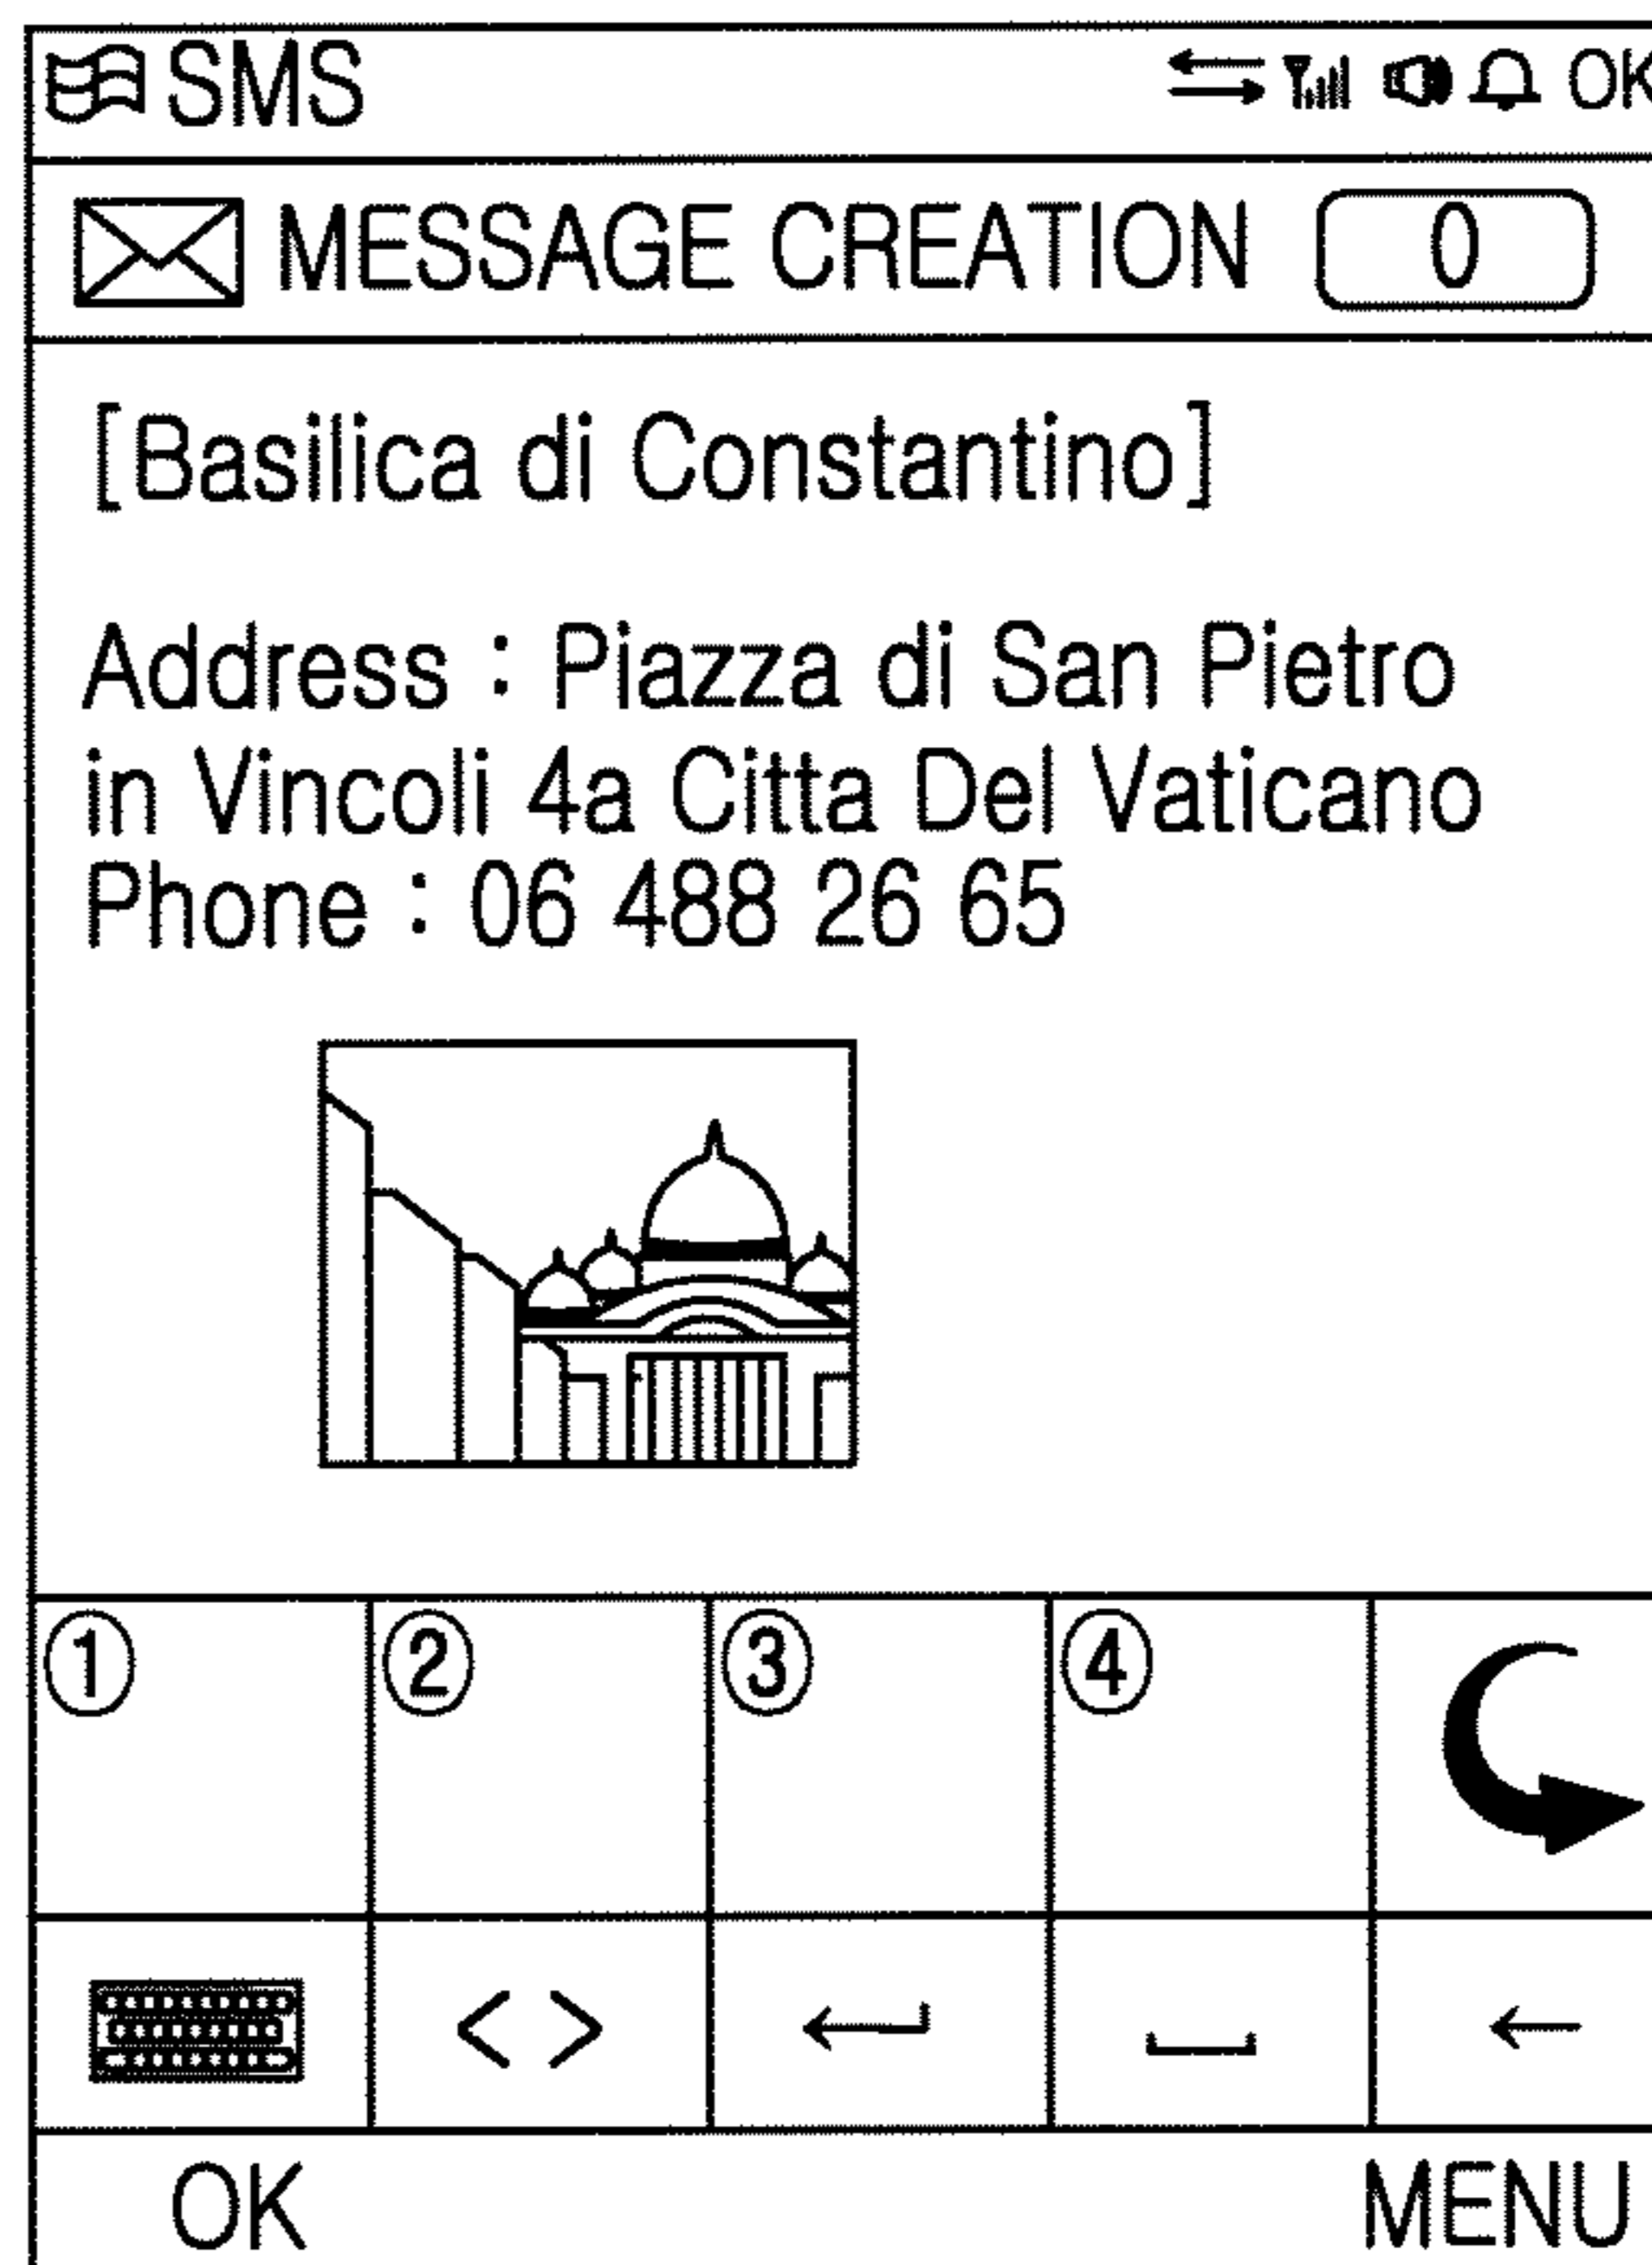 SMS OK
MESSAGE CREATION 0
[Basilica di Constantino]
Address : Piazza di San Pietro
in Vincoli 4a Citta Del Vaticano
Phone : 06 488 26 65
① ② ③ ④
< >
OK MENU